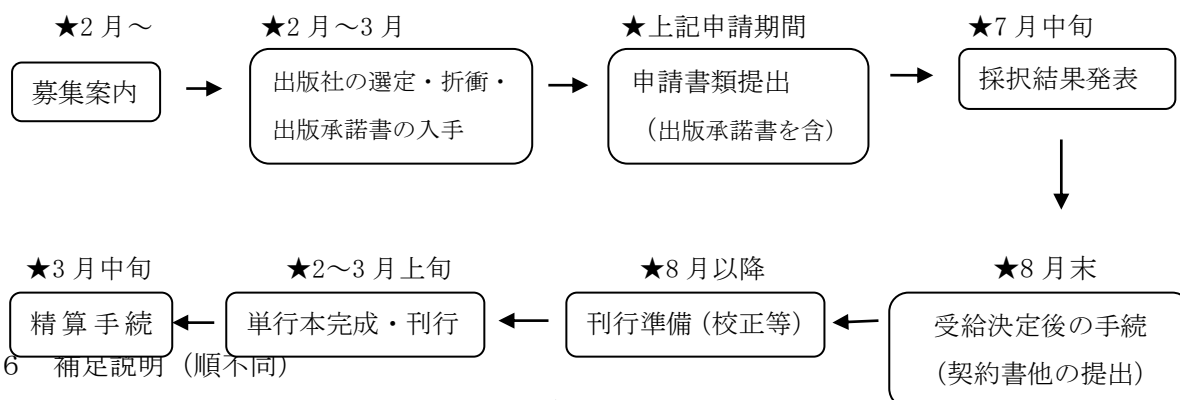 ★2月～
★2月～3月
★上記申請期間
★7月中旬
募集案内
出版社の選定・折衝・
出版承諾書の入手
申請書類提出
（出版承諾書を含）
採択結果発表
★3月中旬
★2～3月上旬
★8月以降
★8月末
精算手続
単行本完成・刊行
刊行準備（校正等）
受給決定後の手続
（契約書他の提出）
6　補足説明（順不同）